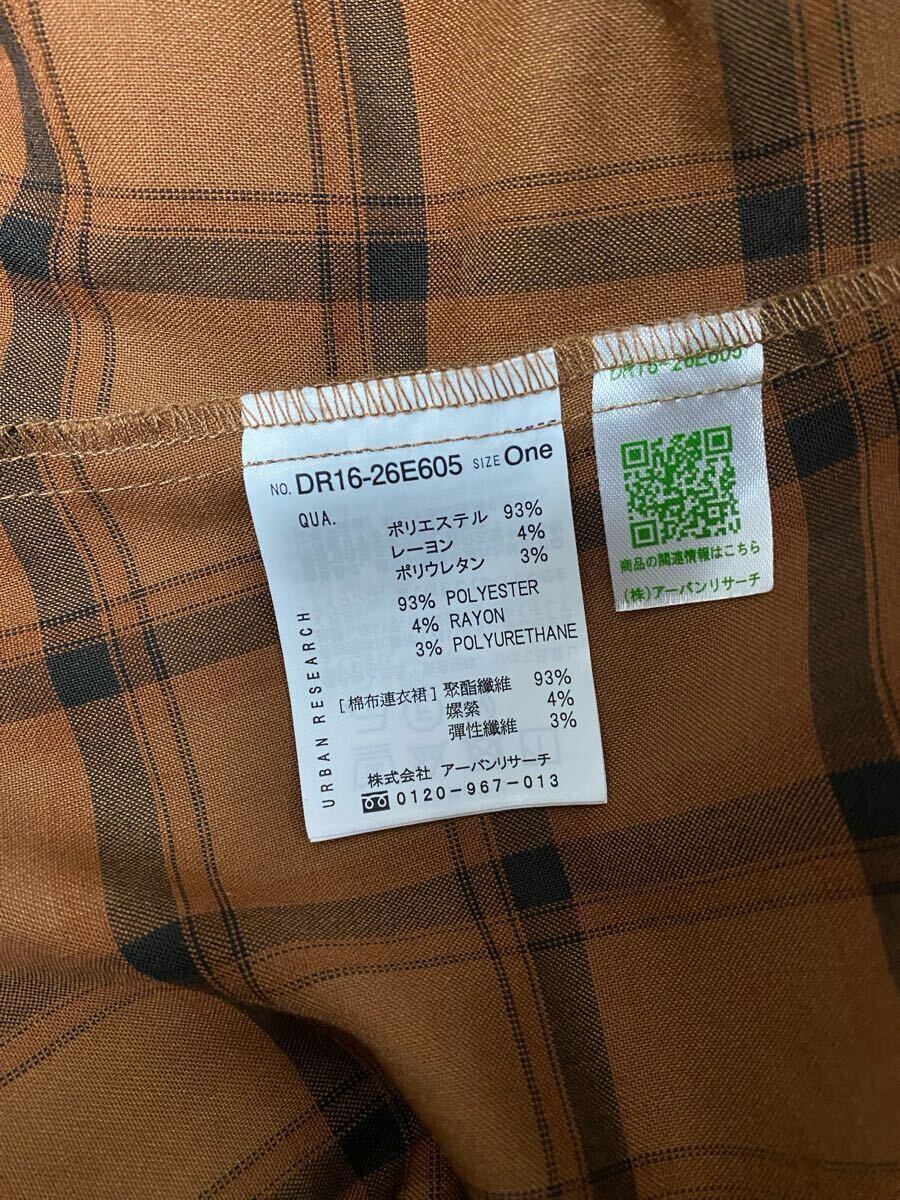 NO. DR16-26E605 SIZE One
QUA.
ポリエステル 93%
レーヨン 4%
ポリウレタン 3%
93% POLYESTER
4% RAYON
3% POLYURETHANE
[棉布連衣裙] 聚酯纖維 93%
嫘縈 4%
彈性纖維 3%
株式会社 アーバンリサーチ
0120-967-013
URBAN RESEARCH
DR16-26E605
商品の関連情報はこちら
(株)アーバンリサーチ